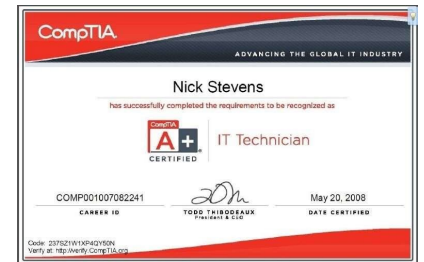 CompTIA.
ADVANCING THE GLOBAL IT INDUSTRY
Nick Stevens
has successfully completed the requirements to be recognized as
CompTIA
A+
CERTIFIED
IT Technician
COMP001007082241
May 20, 2008
CAREER ID
TODD THIBODEAUX
President & CEO
DATE CERTIFIED
Code: 237SZ1W1XP4QY50N
Verify at: http://verify.CompTIA.org